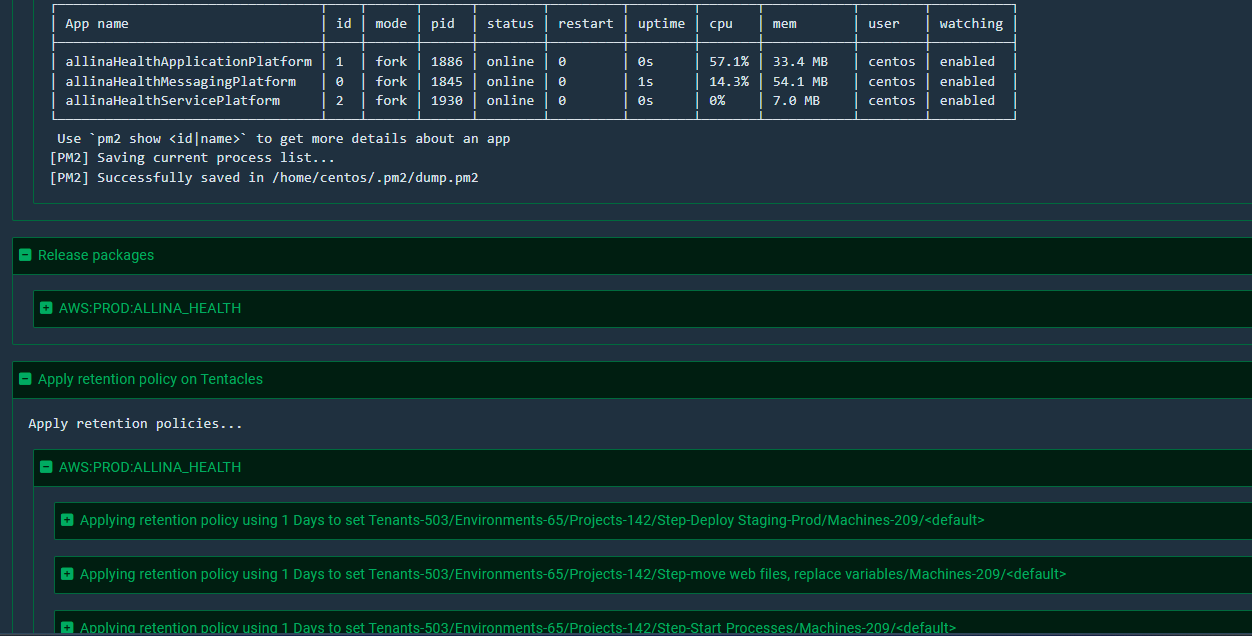 App name │ id │ mode │ pid │ status │ restart │ uptime │ cpu │ mem │ user │ watching
allinaHealthApplicationPlatform │ 1 │ fork │ 1886 │ online │ 0 │ 0s │ 57.1% │ 33.4 MB │ centos │ enabled
allinaHealthMessagingPlatform │ 0 │ fork │ 1845 │ online │ 0 │ 1s │ 14.3% │ 54.1 MB │ centos │ enabled
allinaHealthServicePlatform │ 2 │ fork │ 1930 │ online │ 0 │ 0s │ 0% │ 7.0 MB │ centos │ enabled
Use `pm2 show <id|name>` to get more details about an app
[PM2] Saving current process list...
[PM2] Successfully saved in /home/centos/.pm2/dump.pm2
Release packages
AWS:PROD:ALLINA_HEALTH
Apply retention policy on Tentacles
Apply retention policies...
AWS:PROD:ALLINA_HEALTH
Applying retention policy using 1 Days to set Tenants-503/Environments-65/Projects-142/Step-Deploy Staging-Prod/Machines-209/<default>
Applying retention policy using 1 Days to set Tenants-503/Environments-65/Projects-142/Step-move web files, replace variables/Machines-209/<default>
Applying retention policy using 1 Days to set Tenants-503/Environments-65/Projects-142/Step-Start Processes/Machines-209/<default>